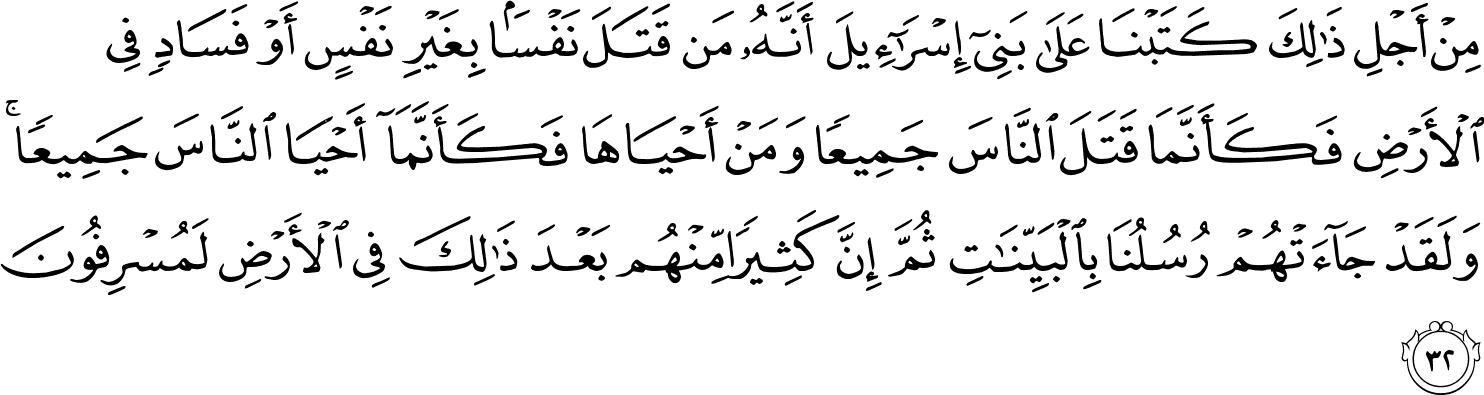 مِنْ أَجْلِ ذَٰلِكَ كَتَبْنَا عَلَىٰ بَنِىٓ إِسْرَٰٓءِيلَ أَنَّهُۥ مَن قَتَلَ نَفْسًۢا بِغَيْرِ نَفْسٍ أَوْ فَسَادٍ فِى
ٱلْأَرْضِ فَكَأَنَّمَا قَتَلَ ٱلنَّاسَ جَمِيعًا وَمَنْ أَحْيَاهَا فَكَأَنَّمَآ أَحْيَا ٱلنَّاسَ جَمِيعًا ۚ
وَلَقَدْ جَآءَتْهُمْ رُسُلُنَا بِٱلْبَيِّنَٰتِ ثُمَّ إِنَّ كَثِيرًا مِّنْهُم بَعْدَ ذَٰلِكَ فِى ٱلْأَرْضِ لَمُسْرِفُونَ
٣٢